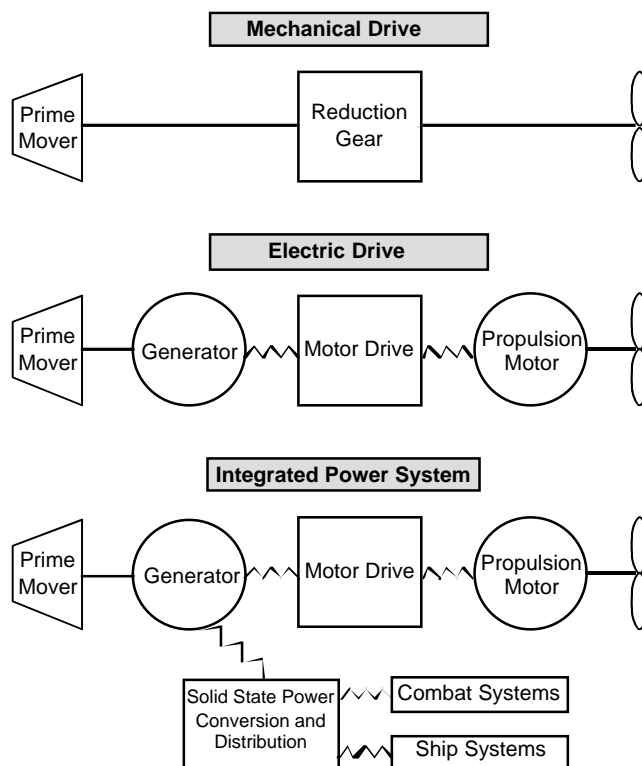 Mechanical Drive
Prime
Mover
Reduction
Gear
Electric Drive
Prime
Mover
Generator
Motor Drive
Propulsion
Motor
Integrated Power System
Prime
Mover
Generator
Motor Drive
Propulsion
Motor
Solid State Power
Conversion and
Distribution
Combat Systems
Ship Systems